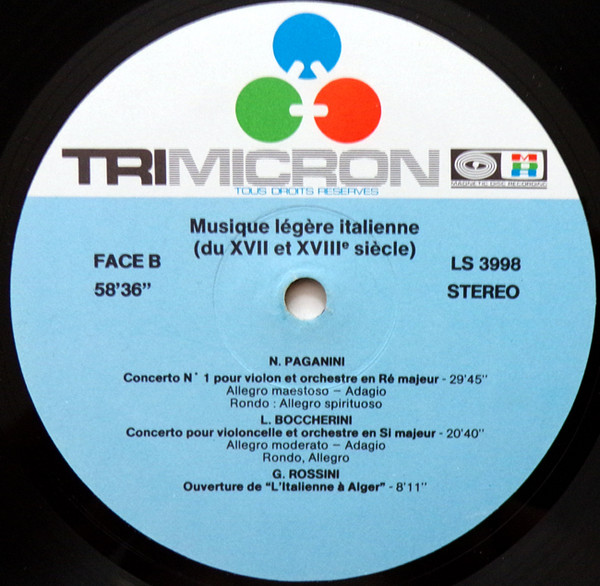 TRIMICRON
TOUS DROITS RESERVES
MAGNETIC DISC RECORDING
Musique légère italienne
(du XVII et XVIIIe siècle)
FACE B
LS 3998
58'36"
STEREO
N. PAGANINI
Concerto N° 1 pour violon et orchestre en Ré majeur - 29'45"
Allegro maestoso – Adagio
Rondo : Allegro spirituoso
L. BOCCHERINI
Concerto pour violoncelle et orchestre en Si majeur - 20'40"
Allegro moderato – Adagio
Rondo, Allegro
G. ROSSINI
Ouverture de "L'Italienne à Alger" - 8'11"